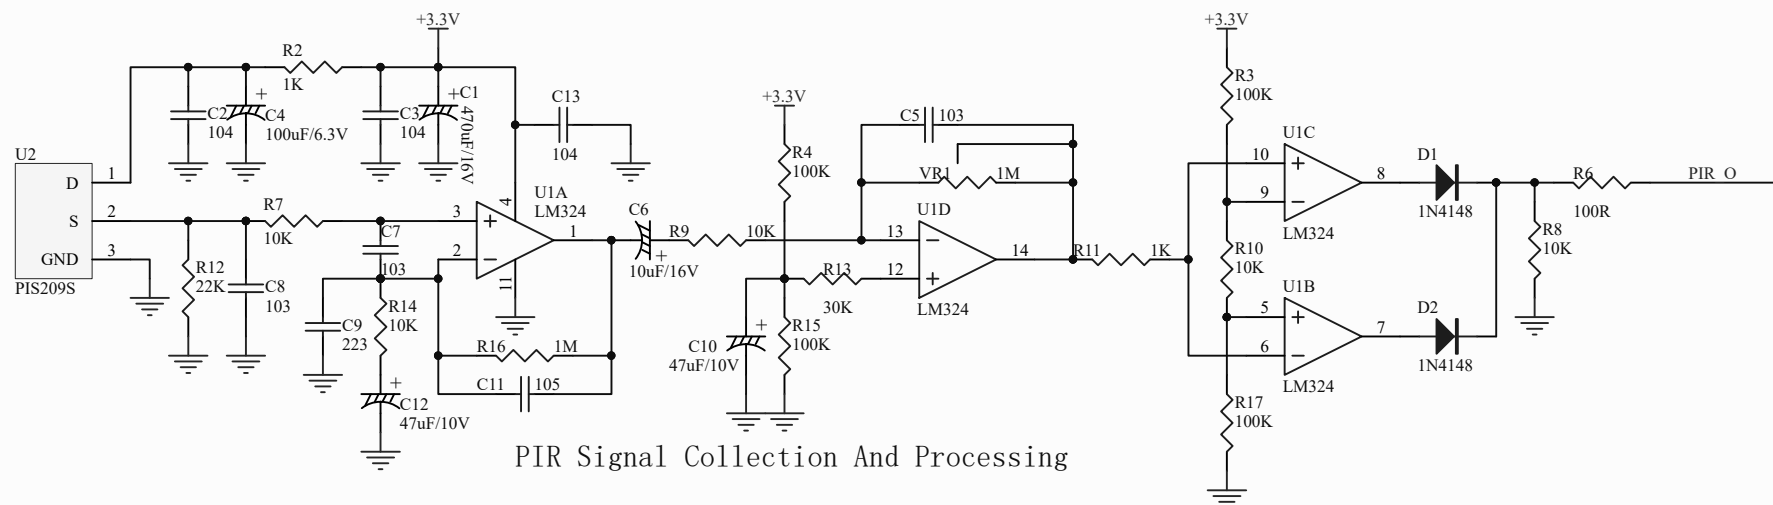 +3.3V
+3.3V
R2
1K
C2
104
+
C4
100uF/6.3V
C3
104
+
C1
470uF/16V
C13
104
U2
D
1
S
2
GND
3
PIS209S
R7
10K
R12
22K
C8
103
C7
103
C9
223
R14
10K
+
C12
47uF/10V
U1A
LM324
3
+
2
−
4
11
1
R16
1M
C11
105
C6
+
10uF/16V
R9
10K
+3.3V
R4
100K
R13
30K
+
C10
47uF/10V
R15
100K
C5
103
VR1
1M
U1D
13
−
12
+
14
LM324
R11
1K
R3
100K
R10
10K
R17
100K
U1C
10
+
9
−
8
LM324
U1B
5
+
6
−
7
LM324
D1
1N4148
D2
1N4148
R8
10K
R6
100R
PIR_O
PIR Signal Collection And Processing